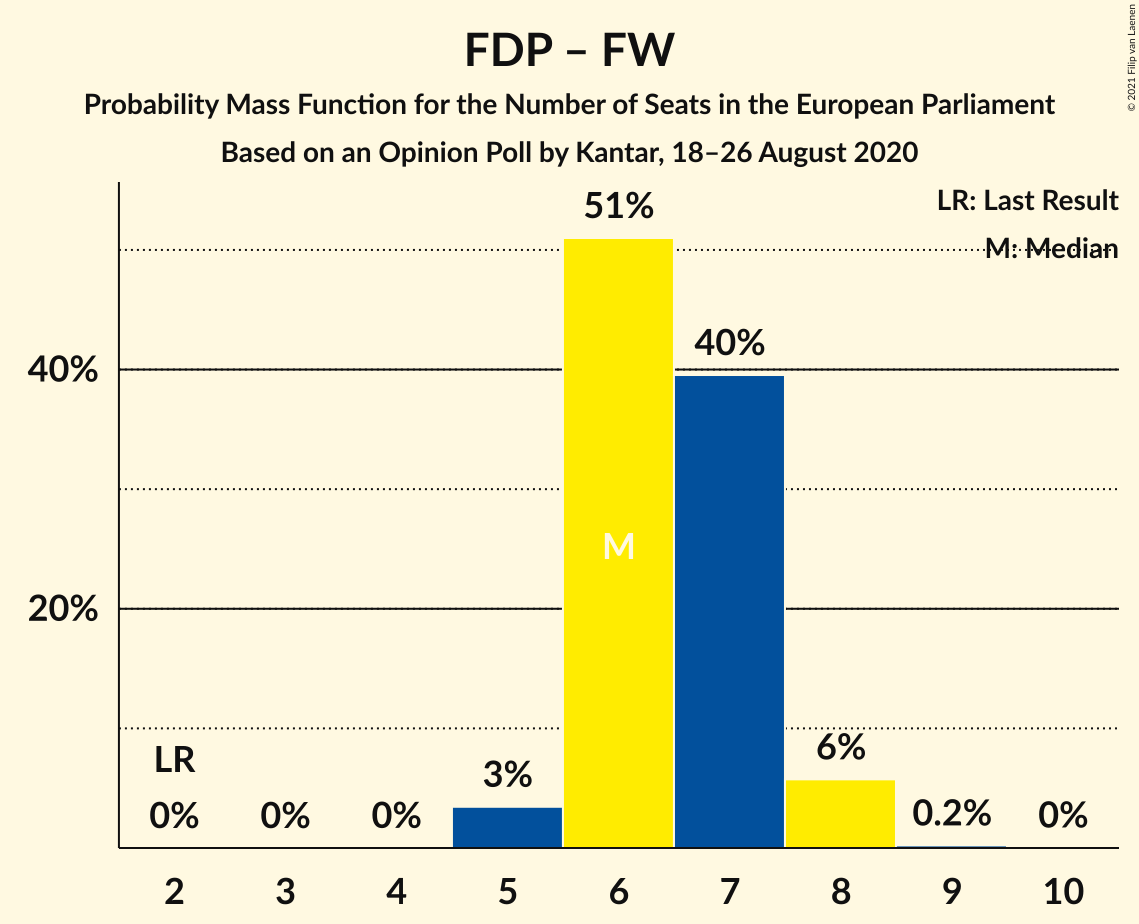 FDP – FW
Probability Mass Function for the Number of Seats in the European Parliament
Based on an Opinion Poll by Kantar, 18–26 August 2020
© 2021 Filip van Laenen
LR: Last Result
M: Median
51%
40%
40%
M
20%
LR
6%
3%
0% 0% 0% 0.2% 0%
2 3 4 5 6 7 8 9 10